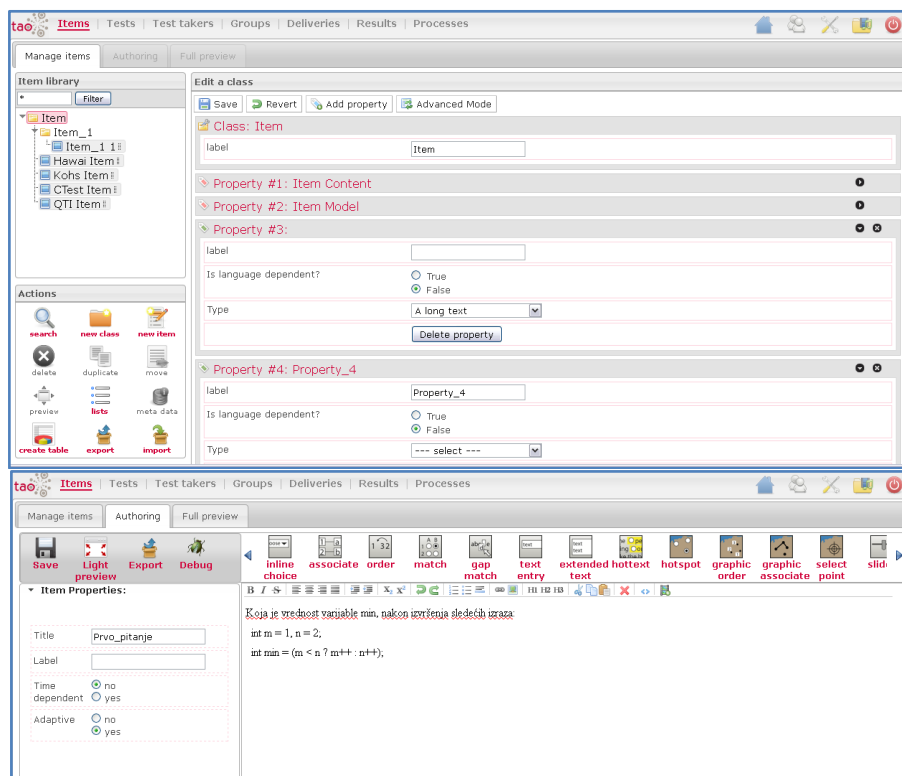 tao Items | Tests | Test takers | Groups | Deliveries | Results | Processes
Manage items Authoring Full preview
Item library
* Filter
Item
Item_1
Item_1 1
Hawai Item
Kohs Item
CTest Item
QTI Item
Actions
search new class new item
delete duplicate move
preview lists meta data
create table export import
Edit a class
Save Revert Add property Advanced Mode
Class: Item
label Item
Property #1: Item Content
Property #2: Item Model
Property #3:
label
Is language dependent? True
False
Type A long text
Delete property
Property #4: Property_4
label Property_4
Is language dependent? True
False
Type --- select ---
tao Items | Tests | Test takers | Groups | Deliveries | Results | Processes
Manage items Authoring Full preview
Save Light preview Export Debug
inline choice associate order match gap match text entry extended text hottext hotspot graphic order graphic associate select point
Item Properties:
Title Prvo_pitanje
Label
Time dependent no
yes
Adaptive no
yes
B I S X₂ X² H1 H2 H3
Koja je vrednost varijable min, nakon izvršenja sledećih izraza:
int m = 1, n = 2;
int min = (m < n ? m++ : n++);